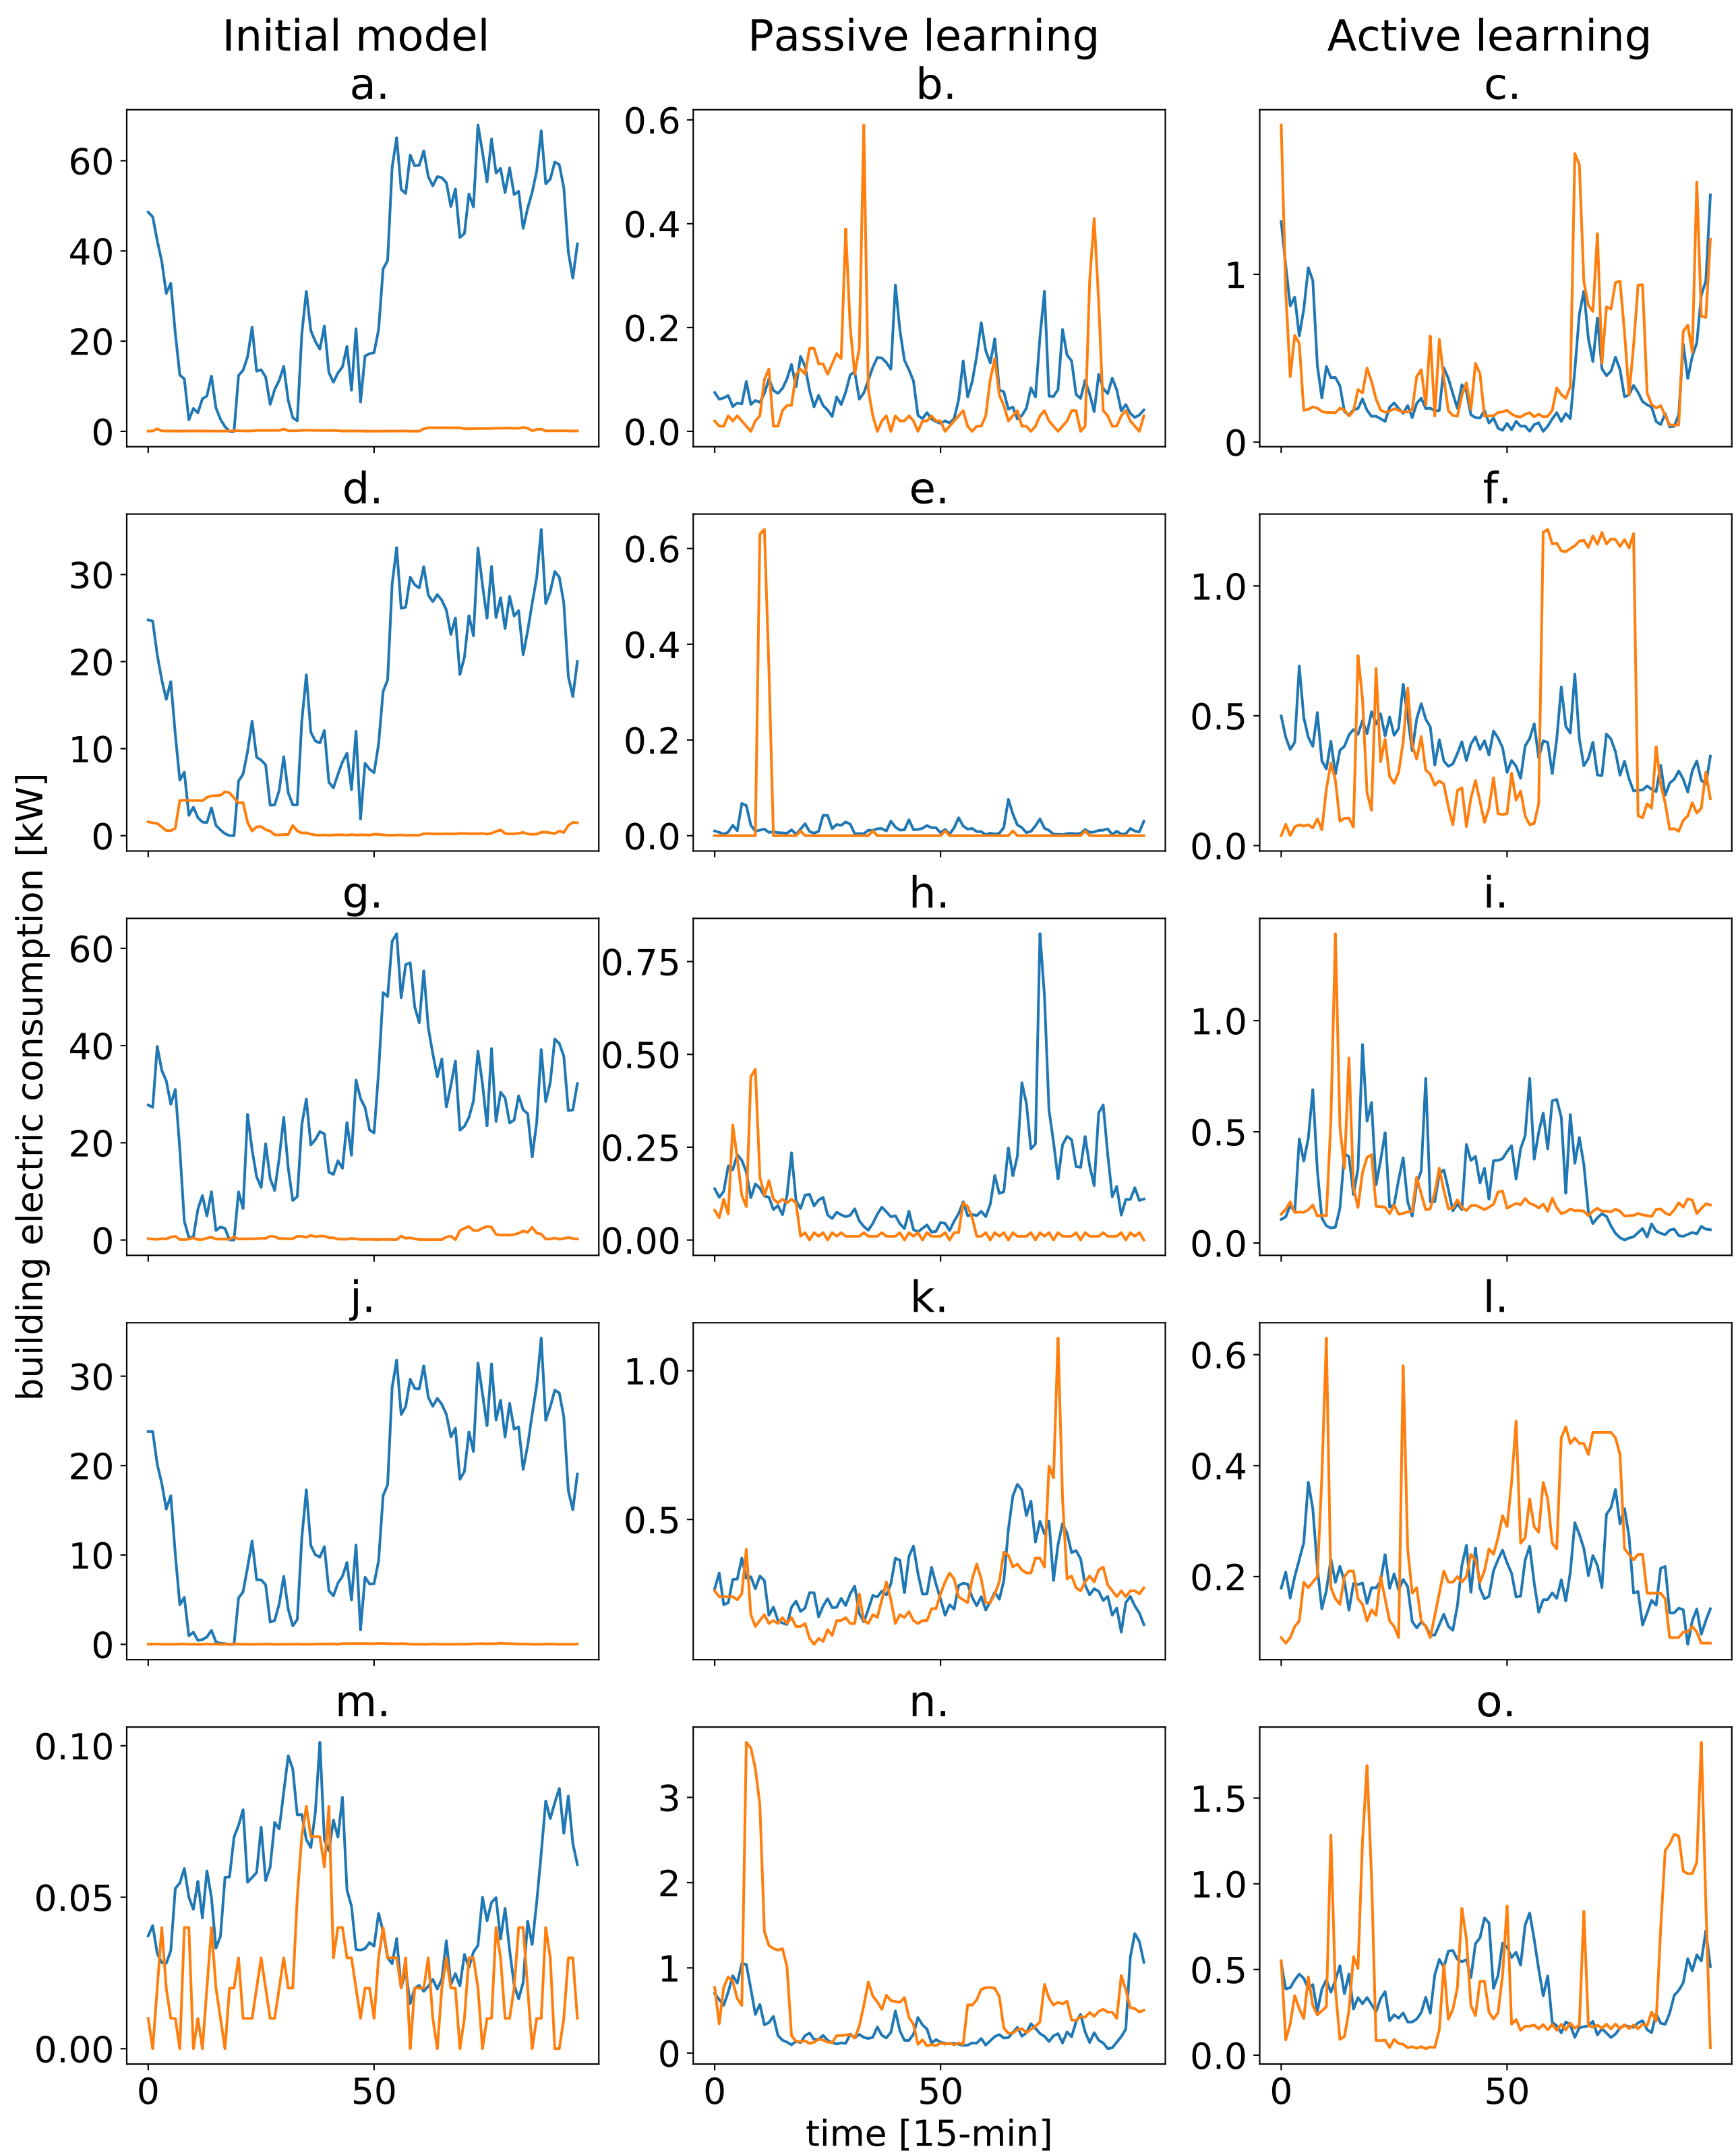 Initial model
Passive learning
Active learning
a.
b.
c.
60
40
20
0
0.6
0.4
0.2
0.0
1
0
d.
e.
f.
30
20
10
0
0.6
0.4
0.2
0.0
1.0
0.5
0.0
g.
h.
i.
60
40
20
0
0.75
0.50
0.25
0.00
1.0
0.5
0.0
j.
k.
l.
30
20
10
0
1.0
0.5
0.6
0.4
0.2
m.
n.
o.
0.10
0.05
0.00
3
2
1
0
1.5
1.0
0.5
0.0
0 50
0 50
0 50
building electric consumption [kW]
time [15-min]